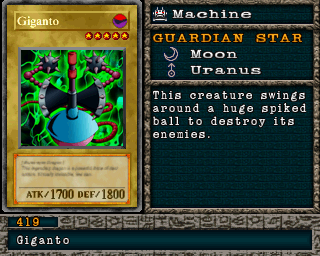 Giganto
ATK/1700 DEF/1800
Machine
GUARDIAN STAR
Moon
Uranus
This creature swings
around a huge spiked
ball to destroy its
enemies.
419
Giganto